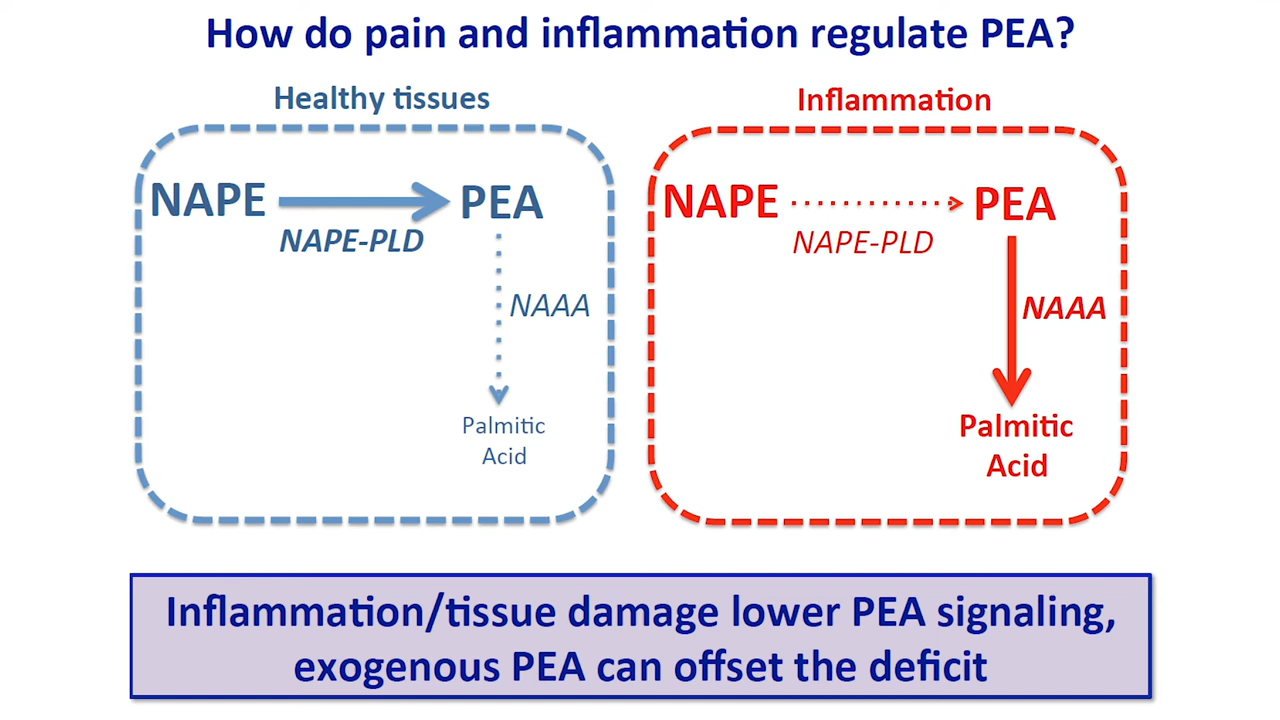 How do pain and inflammation regulate PEA?
Healthy tissues
NAPE
PEA
NAPE-PLD
NAAA
Palmitic
Acid
Inflammation
NAPE
PEA
NAPE-PLD
NAAA
Palmitic
Acid
Inflammation/tissue damage lower PEA signaling,
exogenous PEA can offset the deficit